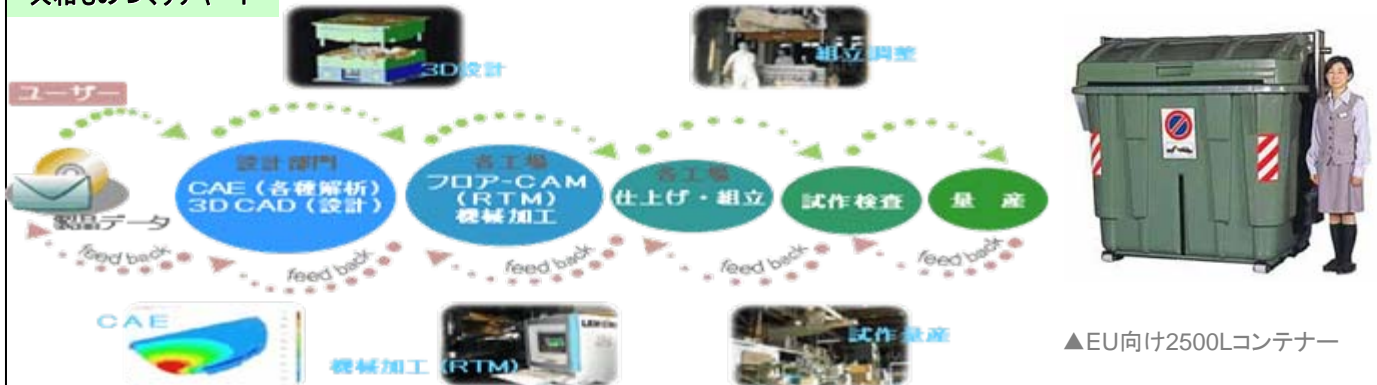 3D設計
組立調整
ユーザー
製品データ
設計部門
CAE(各種解析)
3D CAD(設計)
各工場
フロア-CAM
(RTM)
機械加工
各工場
仕上げ・組立
試作検査
量 産
feed back
feed back
feed back
feed back
feed back
CAE
機械加工(RTM)
試作量産
▲EU向け2500Lコンテナー